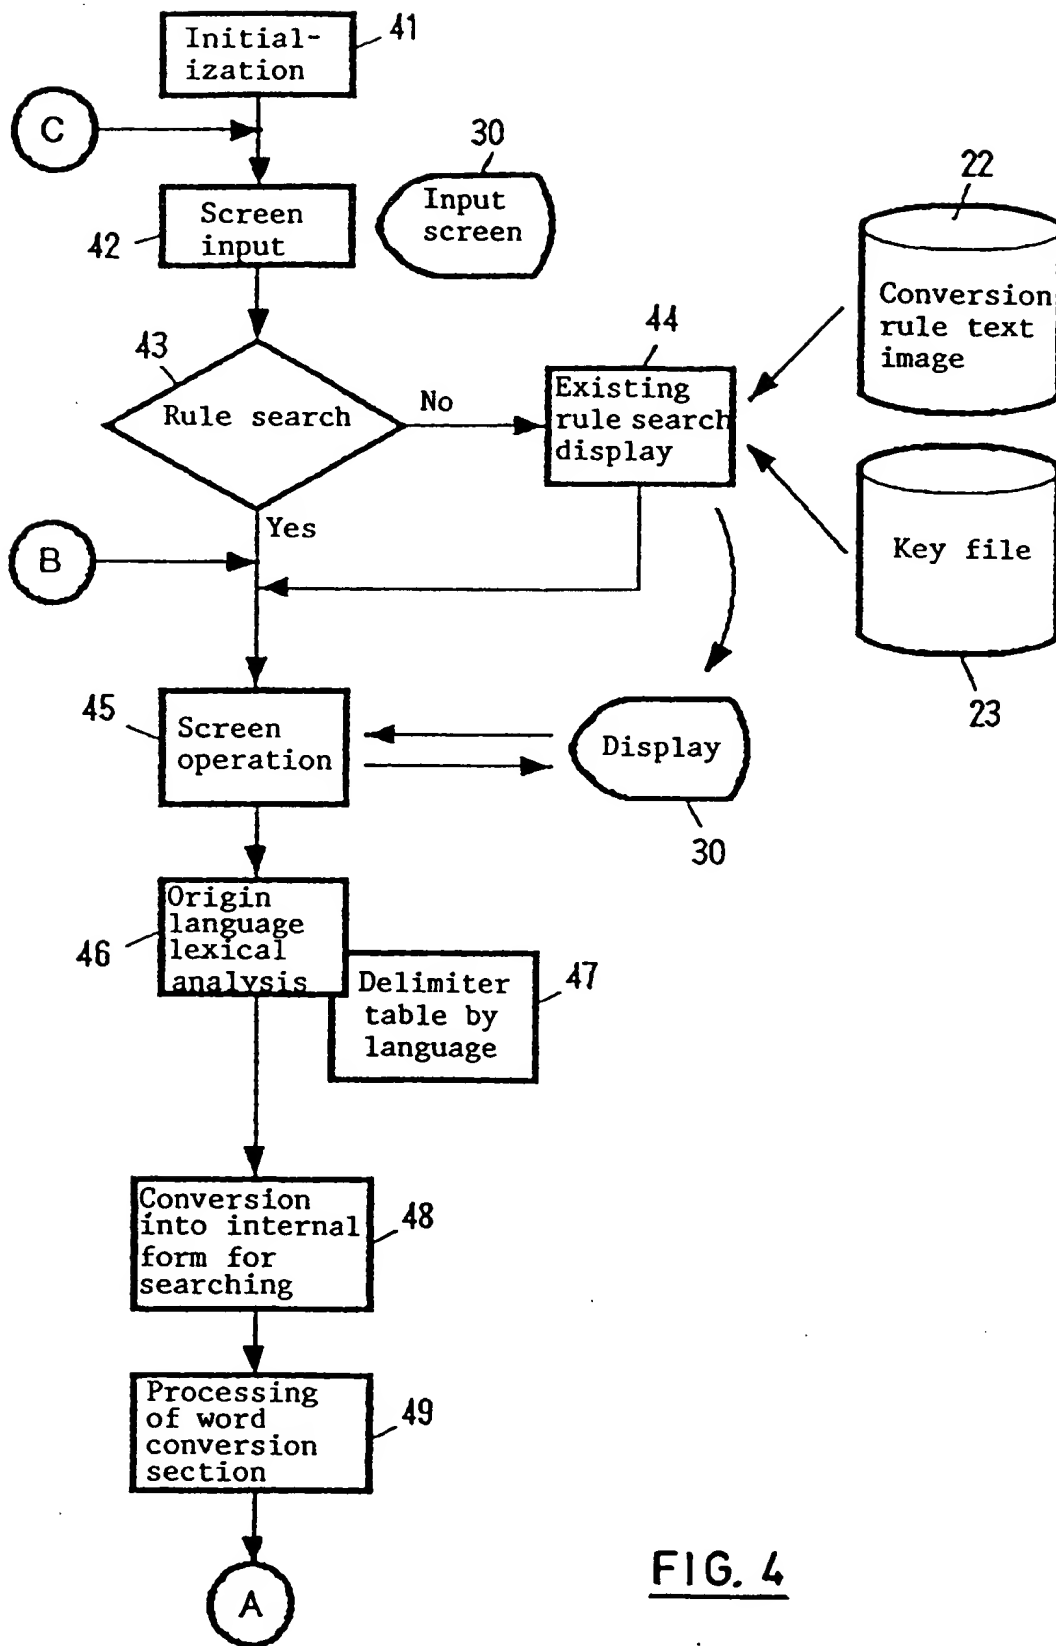 Initial-
ization
41
C
30
Input
screen
22
Screen
input
42
Conversion
rule text
image
43
Rule search
No
44
Existing
rule search
display
Yes
B
Key file
23
45
Screen
operation
Display
30
Origin
language
lexical
analysis
46
Delimiter
table by
language
47
Conversion
into internal
form for
searching
48
Processing
of word
conversion
section
49
A
FIG. 4